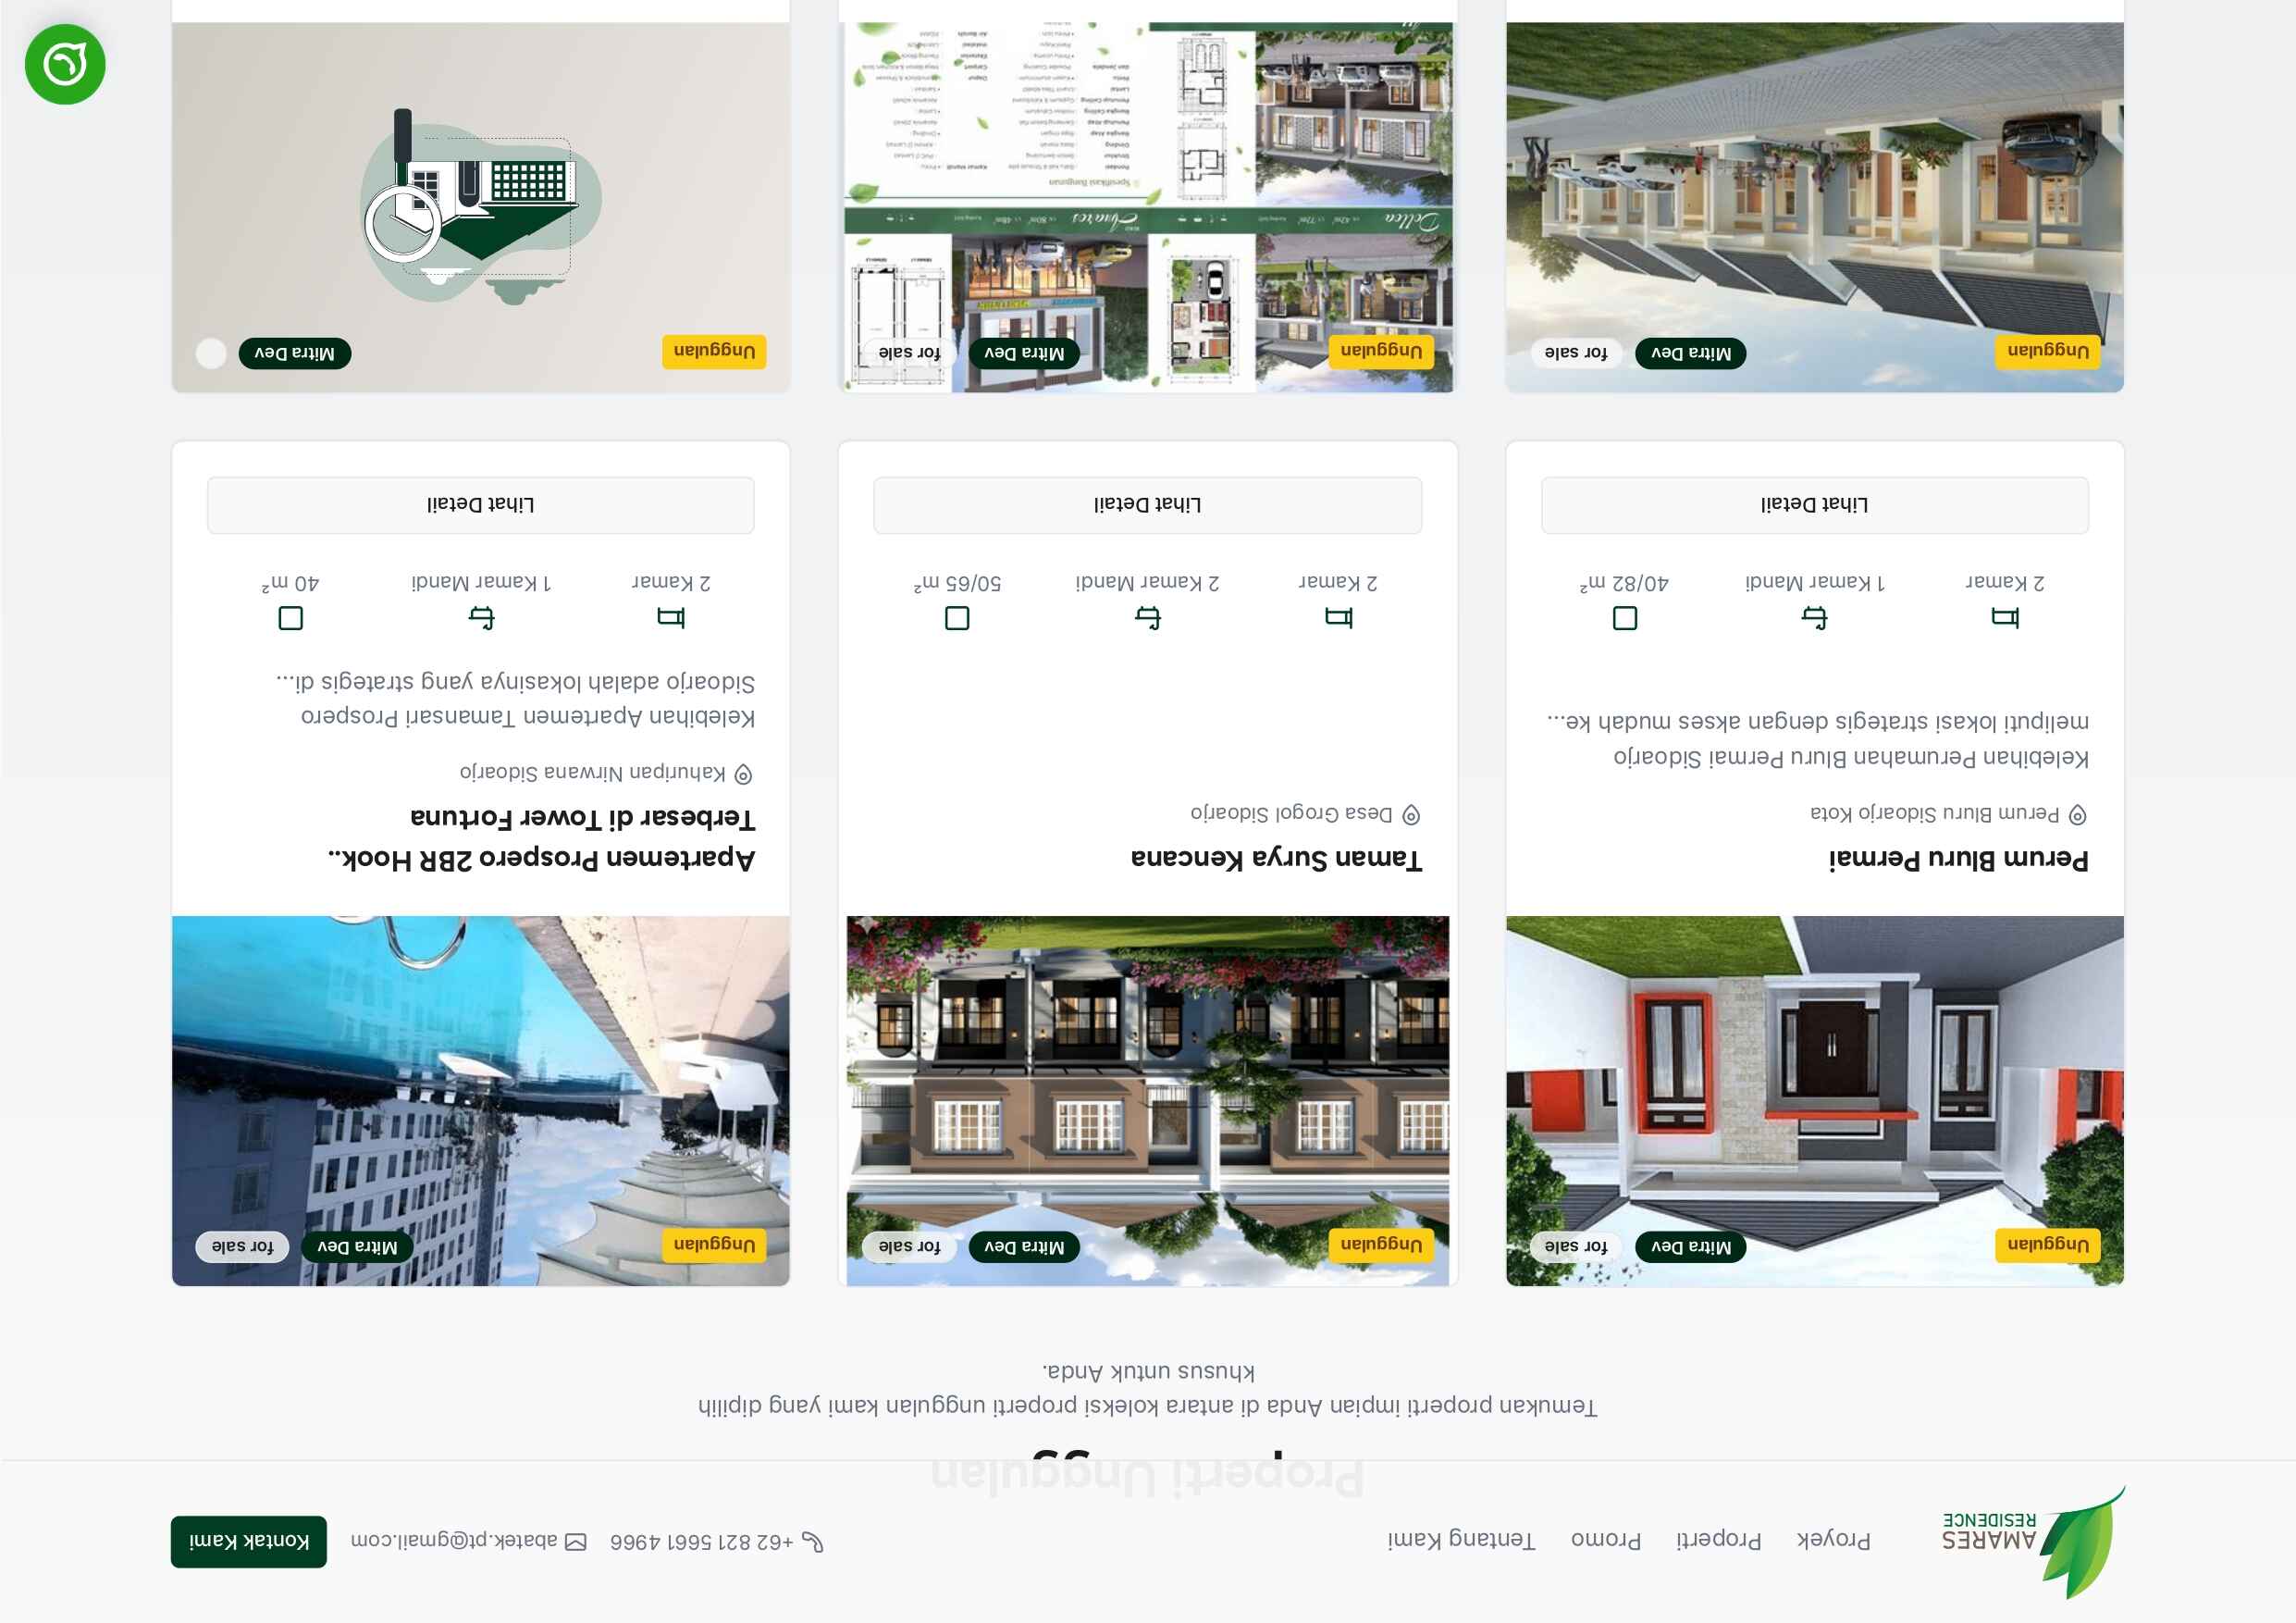 AMARES
RESIDENCE
Proyek
Properti
Promo
Tentang Kami
+62 821 5661 4966
abatek.pt@gmail.com
Kontak Kami
Properti Unggulan
Temukan properti impian Anda di antara koleksi properti unggulan kami yang dipilih
khusus untuk Anda.
Unggulan
Mitra Dev
for sale
Perum Bluru Permai
Perum Bluru Sidoarjo Kota
Kelebihan Perumahan Bluru Permai Sidoarjo
meliputi lokasi strategis dengan akses mudah ke...
2 Kamar
1 Kamar Mandi
40/82 m²
Lihat Detail
Unggulan
Mitra Dev
for sale
Taman Surya Kencana
Desa Grogol Sidoarjo
2 Kamar
2 Kamar Mandi
50/65 m²
Lihat Detail
Unggulan
Mitra Dev
for sale
Apartemen Prospero 2BR Hook..
Terbesar di Tower Fortuna
Kahuripan Nirwana Sidoarjo
Kelebihan Apartemen Tamansari Prospero
Sidoarjo adalah lokasinya yang strategis di...
2 Kamar
1 Kamar Mandi
40 m²
Lihat Detail
Unggulan
Mitra Dev
for sale
Unggulan
Mitra Dev
for sale
Dellea
Amares
Spesifikasi Bangunan
Unggulan
Mitra Dev